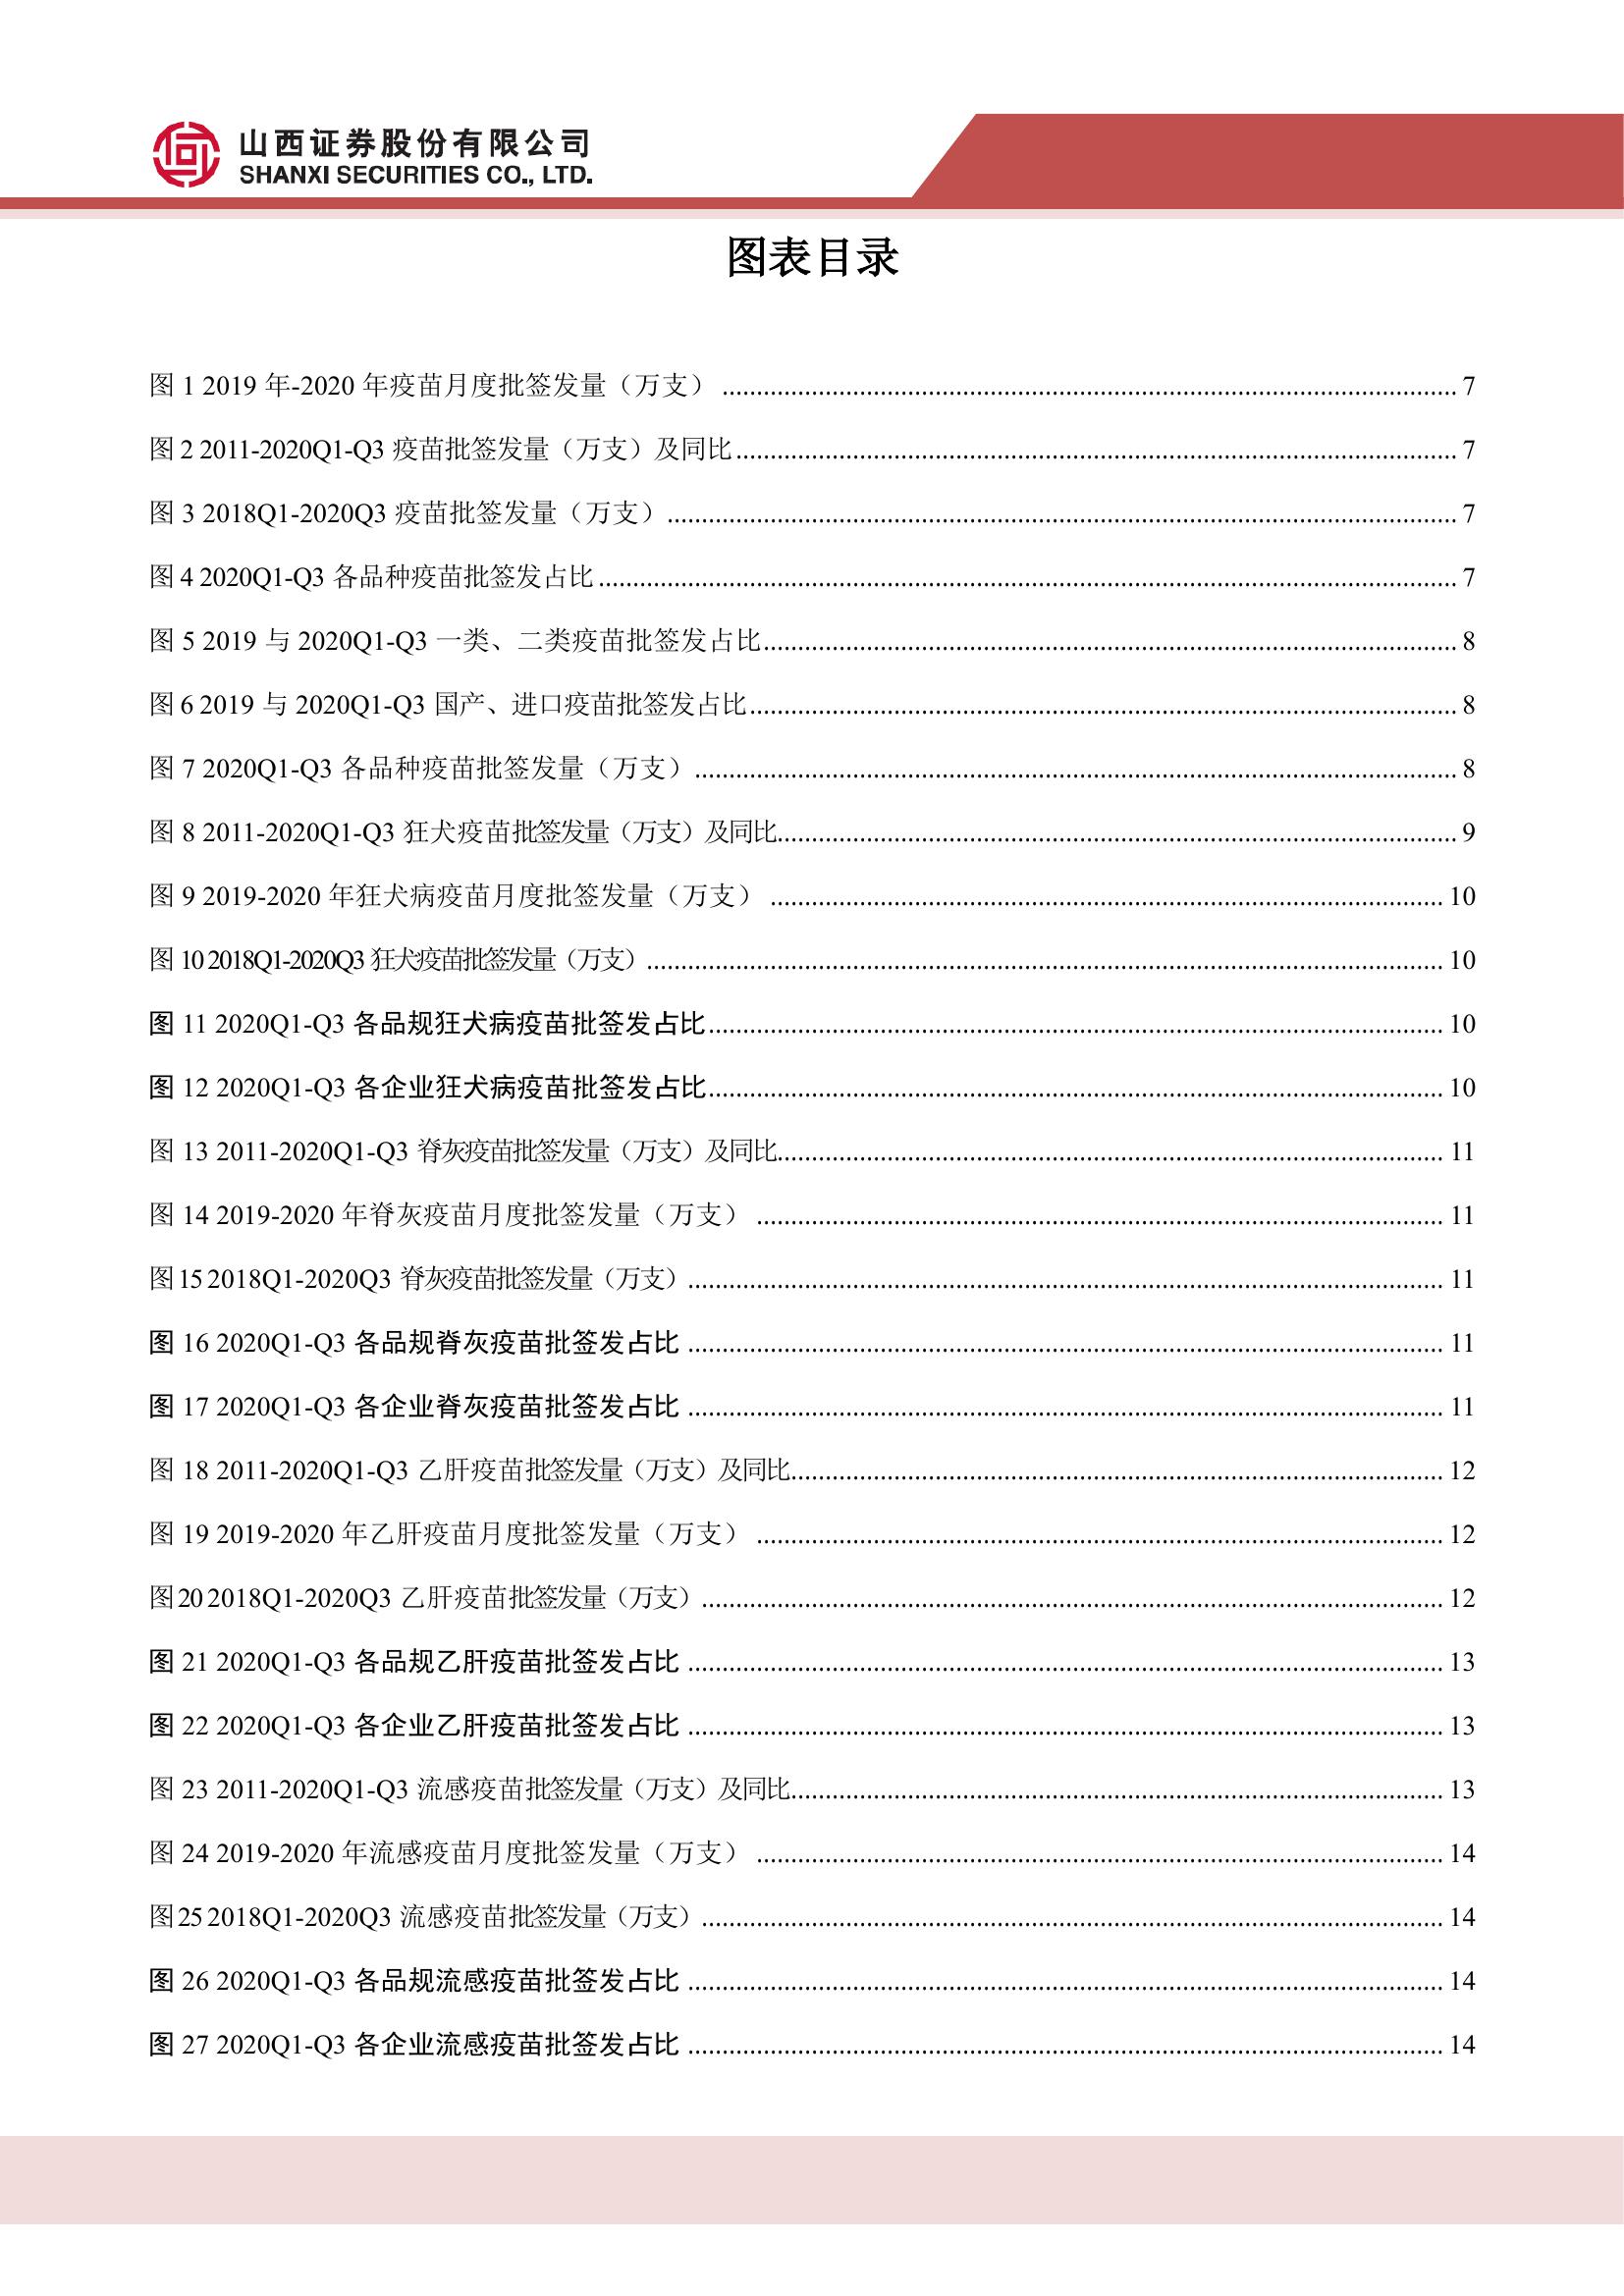 山西证券股份有限公司
SHANXI SECURITIES CO., LTD.
图表目录
图 1 2019 年-2020 年疫苗月度批签发量（万支） ........ 7
图 2 2011-2020Q1-Q3 疫苗批签发量（万支）及同比 ........ 7
图 3 2018Q1-2020Q3 疫苗批签发量（万支） ........ 7
图 4 2020Q1-Q3 各品种疫苗批签发占比 ........ 7
图 5 2019 与 2020Q1-Q3 一类、二类疫苗批签发占比 ........ 8
图 6 2019 与 2020Q1-Q3 国产、进口疫苗批签发占比 ........ 8
图 7 2020Q1-Q3 各品种疫苗批签发量（万支） ........ 8
图 8 2011-2020Q1-Q3 狂犬疫苗批签发量（万支）及同比 ........ 9
图 9 2019-2020 年狂犬病疫苗月度批签发量（万支） ........ 10
图 10 2018Q1-2020Q3 狂犬疫苗批签发量（万支） ........ 10
图 11 2020Q1-Q3 各品规狂犬病疫苗批签发占比 ........ 10
图 12 2020Q1-Q3 各企业狂犬病疫苗批签发占比 ........ 10
图 13 2011-2020Q1-Q3 脊灰疫苗批签发量（万支）及同比 ........ 11
图 14 2019-2020 年脊灰疫苗月度批签发量（万支） ........ 11
图 15 2018Q1-2020Q3 脊灰疫苗批签发量（万支） ........ 11
图 16 2020Q1-Q3 各品规脊灰疫苗批签发占比 ........ 11
图 17 2020Q1-Q3 各企业脊灰疫苗批签发占比 ........ 11
图 18 2011-2020Q1-Q3 乙肝疫苗批签发量（万支）及同比 ........ 12
图 19 2019-2020 年乙肝疫苗月度批签发量（万支） ........ 12
图 20 2018Q1-2020Q3 乙肝疫苗批签发量（万支） ........ 12
图 21 2020Q1-Q3 各品规乙肝疫苗批签发占比 ........ 13
图 22 2020Q1-Q3 各企业乙肝疫苗批签发占比 ........ 13
图 23 2011-2020Q1-Q3 流感疫苗批签发量（万支）及同比 ........ 13
图 24 2019-2020 年流感疫苗月度批签发量（万支） ........ 14
图 25 2018Q1-2020Q3 流感疫苗批签发量（万支） ........ 14
图 26 2020Q1-Q3 各品规流感疫苗批签发占比 ........ 14
图 27 2020Q1-Q3 各企业流感疫苗批签发占比 ........ 14